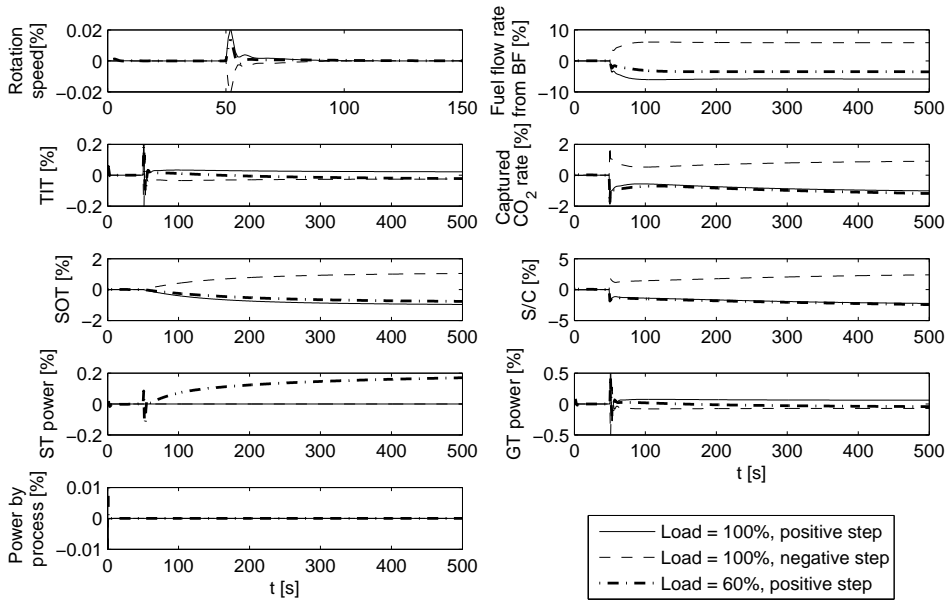 Rotation
speed[%]
0.02
0
−0.02
0 50 100 150
Fuel flow rate
from BF [%]
10
0
−10
0 100 200 300 400 500
TIT [%]
0.2
0
−0.2
0 100 200 300 400 500
Captured
CO2 rate [%]
2
0
−2
0 100 200 300 400 500
SOT [%]
2
0
−2
0 100 200 300 400 500
S/C [%]
5
0
−5
0 100 200 300 400 500
ST power [%]
0.2
0
−0.2
0 100 200 300 400 500
GT power [%]
0.5
0
−0.5
0 100 200 300 400 500
t [s]
Power by
process [%]
0.01
0
−0.01
0 100 200 300 400 500
t [s]
Load = 100%, positive step
Load = 100%, negative step
Load = 60%, positive step